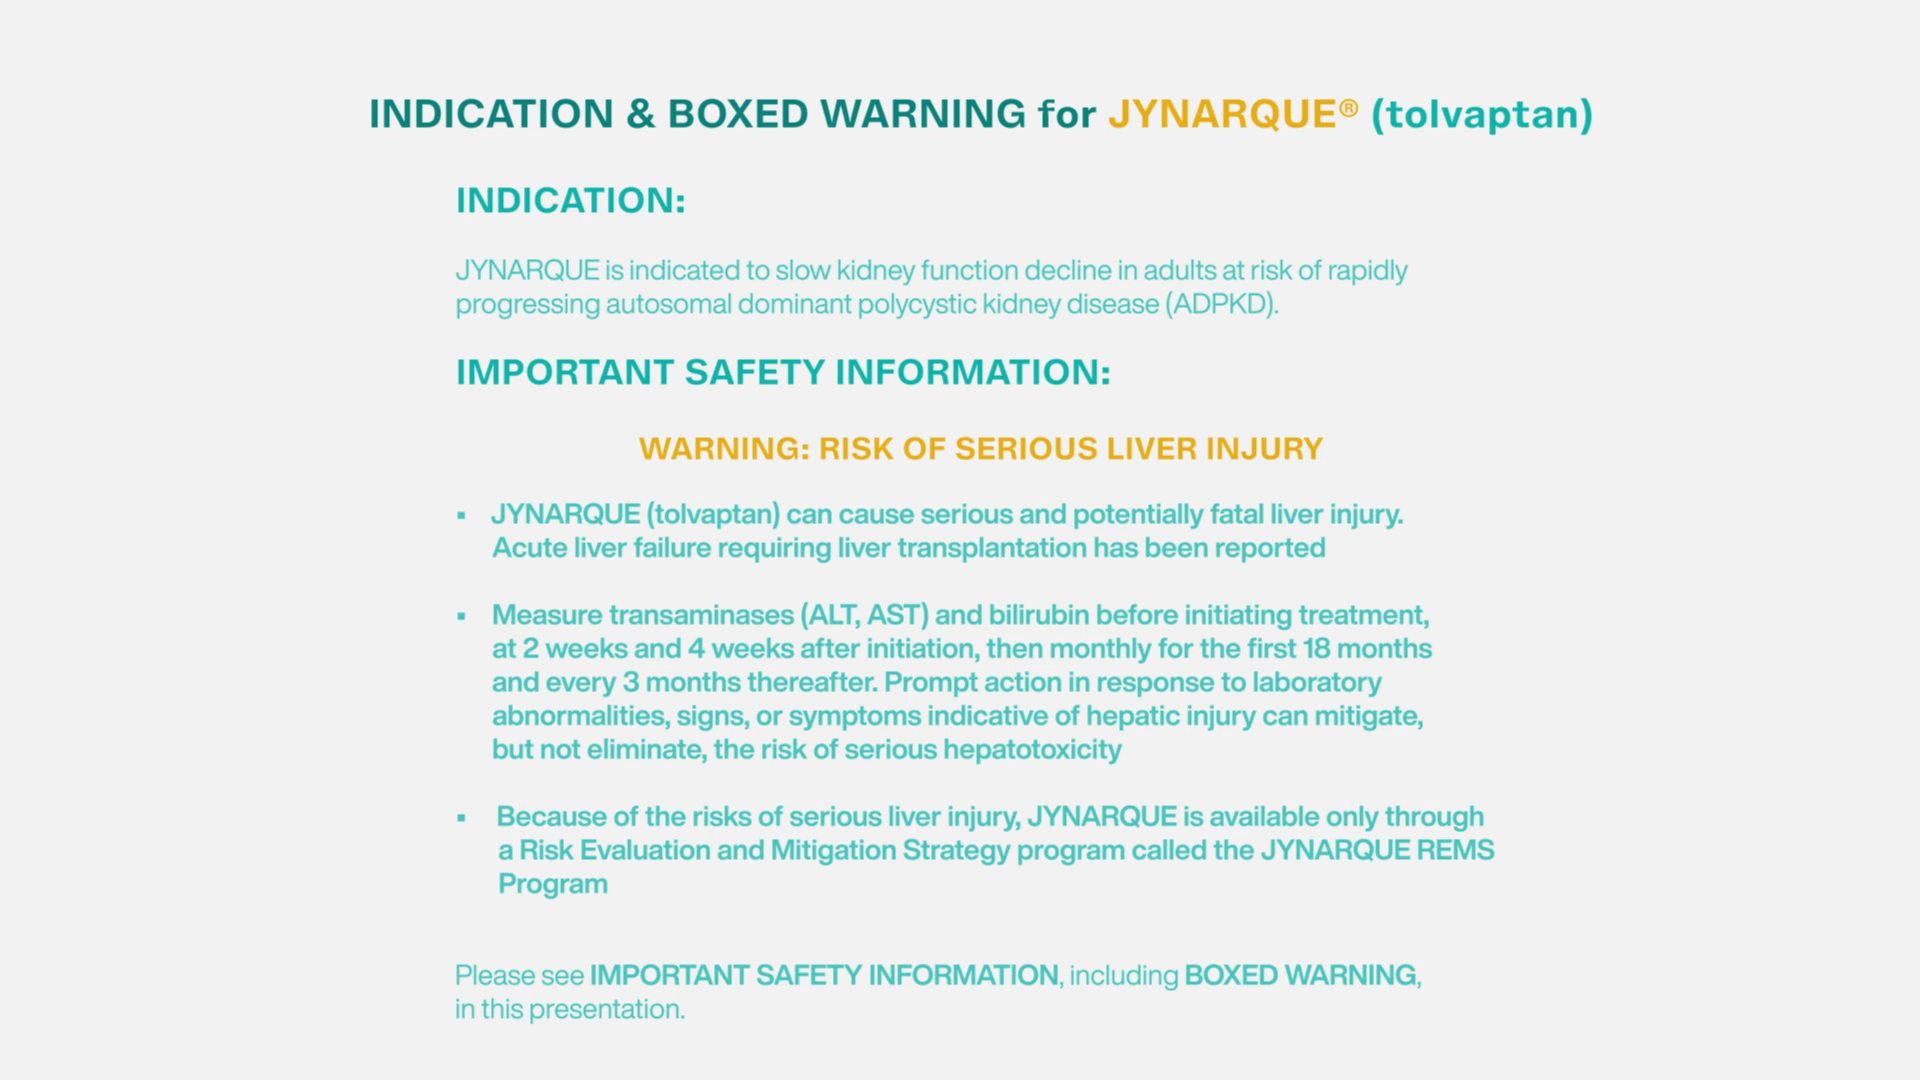 INDICATION & BOXED WARNING for JYNARQUE® (tolvaptan)
INDICATION:
JYNARQUE is indicated to slow kidney function decline in adults at risk of rapidly
progressing autosomal dominant polycystic kidney disease (ADPKD).
IMPORTANT SAFETY INFORMATION:
WARNING: RISK OF SERIOUS LIVER INJURY
▪ JYNARQUE (tolvaptan) can cause serious and potentially fatal liver injury.
Acute liver failure requiring liver transplantation has been reported
▪ Measure transaminases (ALT, AST) and bilirubin before initiating treatment,
at 2 weeks and 4 weeks after initiation, then monthly for the first 18 months
and every 3 months thereafter. Prompt action in response to laboratory
abnormalities, signs, or symptoms indicative of hepatic injury can mitigate,
but not eliminate, the risk of serious hepatotoxicity
▪ Because of the risks of serious liver injury, JYNARQUE is available only through
a Risk Evaluation and Mitigation Strategy program called the JYNARQUE REMS
Program
Please see IMPORTANT SAFETY INFORMATION, including BOXED WARNING,
in this presentation.